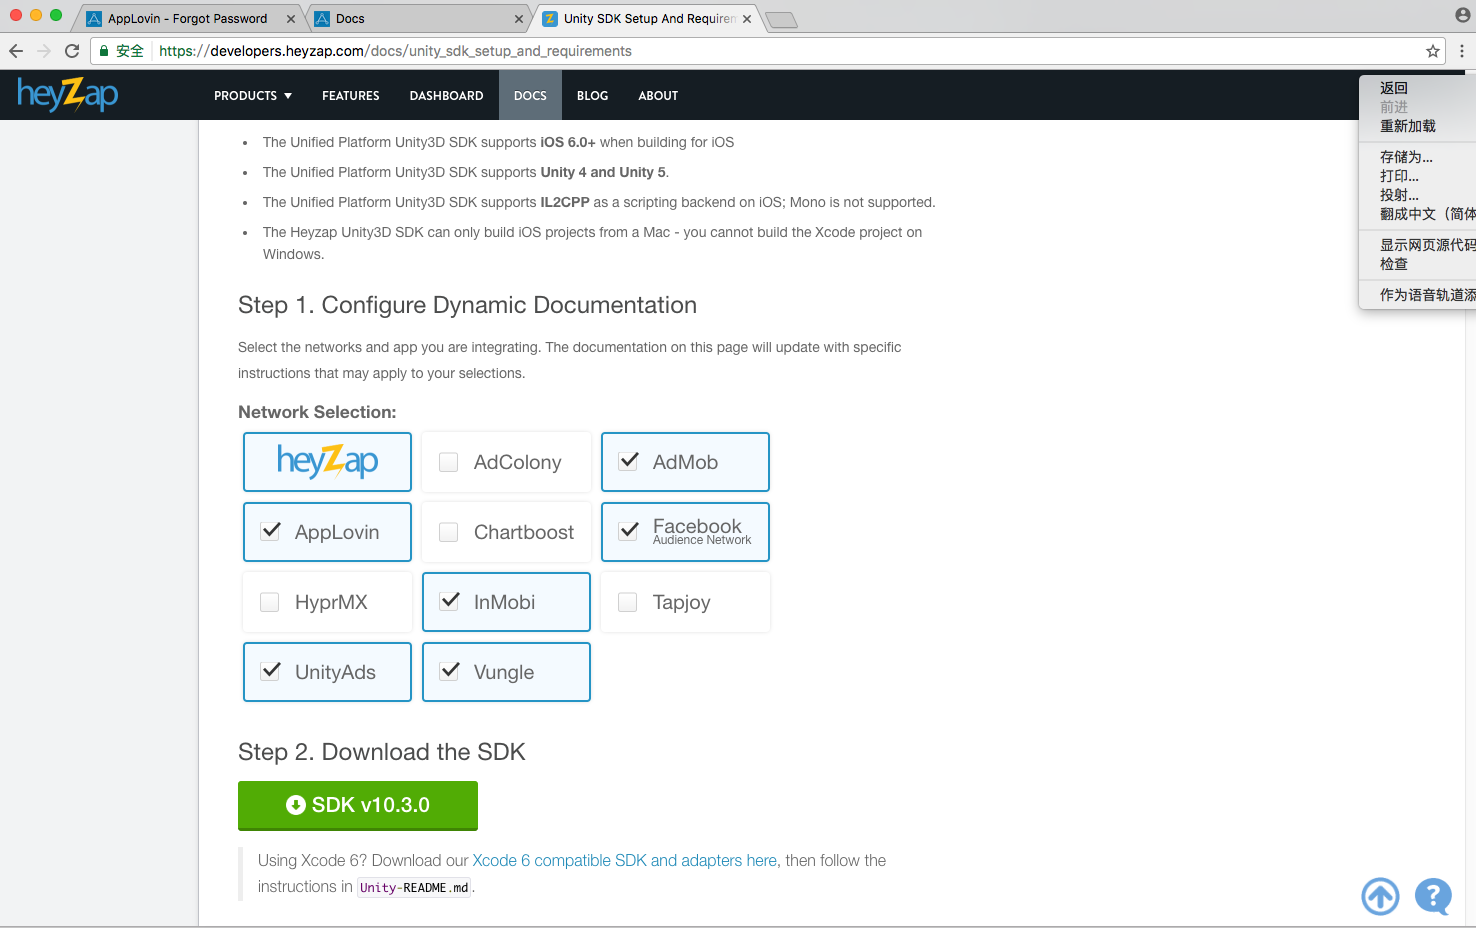 AppLovin - Forgot Password
Docs
Unity SDK Setup And Requirem
安全
https://developers.heyzap.com/docs/unity_sdk_setup_and_requirements
heyZap
PRODUCTS
FEATURES
DASHBOARD
DOCS
BLOG
ABOUT
返回
前进
重新加载
存储为...
打印...
投射...
翻成中文（简体
显示网页源代码
检查
作为语音轨道添
• The Unified Platform Unity3D SDK supports iOS 6.0+ when building for iOS
• The Unified Platform Unity3D SDK supports Unity 4 and Unity 5.
• The Unified Platform Unity3D SDK supports IL2CPP as a scripting backend on iOS; Mono is not supported.
• The Heyzap Unity3D SDK can only build iOS projects from a Mac - you cannot build the Xcode project on
Windows.
Step 1. Configure Dynamic Documentation
Select the networks and app you are integrating. The documentation on this page will update with specific
instructions that may apply to your selections.
Network Selection:
heyZap
AdColony
AdMob
AppLovin
Chartboost
Facebook
Audience Network
HyprMX
InMobi
Tapjoy
UnityAds
Vungle
Step 2. Download the SDK
SDK v10.3.0
Using Xcode 6? Download our Xcode 6 compatible SDK and adapters here, then follow the
instructions in Unity-README.md.
?